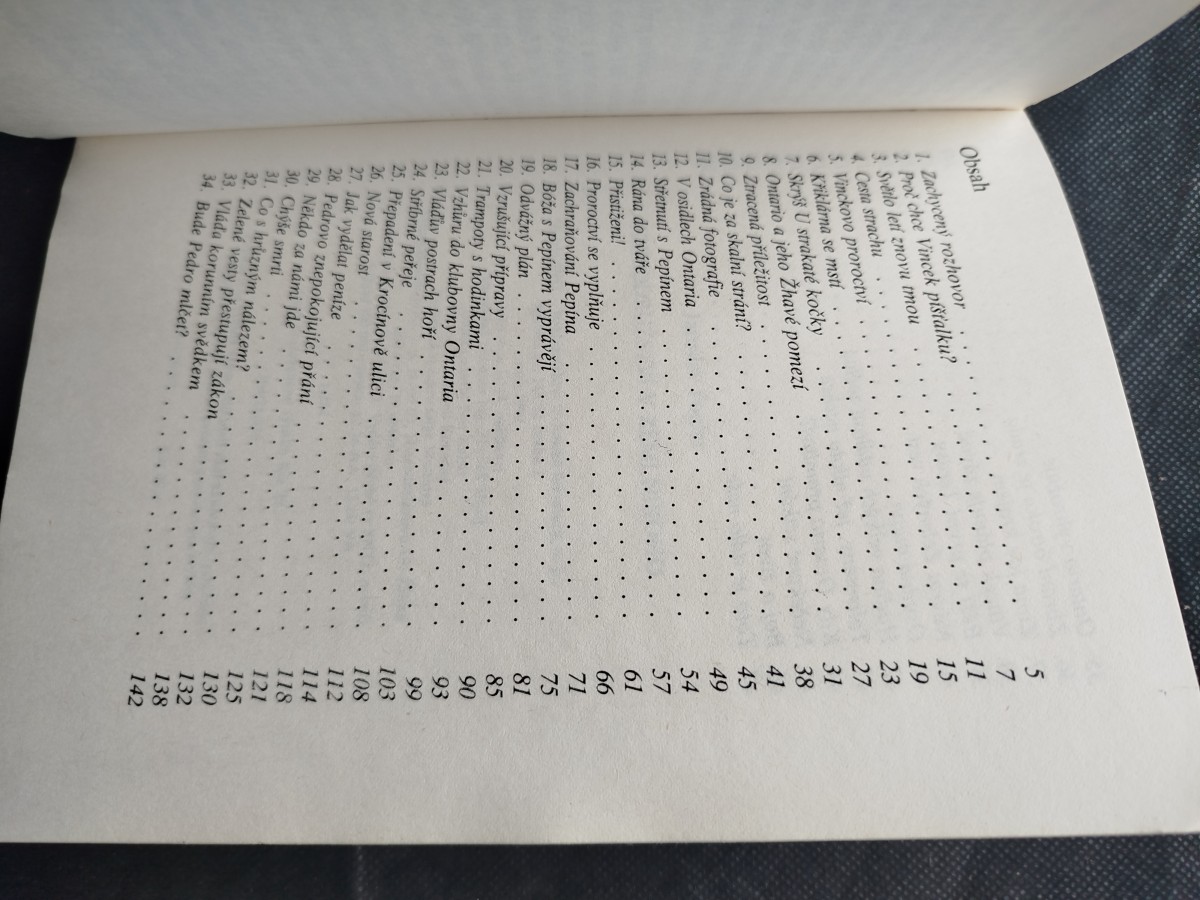 Obsah
1. Zachycený rozhovor . . . . . . . . . . . . . . . 5
2. Proč chce Vincek píšťalku? . . . . . . . . . . . . . 7
3. Světlo letí znovu tmou . . . . . . . . . . . . . . 11
4. Cesta strachu . . . . . . . . . . . . . . . . . 15
5. Vinckovo proroctví . . . . . . . . . . . . . . . 19
6. Křiklárna se mstí . . . . . . . . . . . . . . . . 23
7. Skrýš U strakaté kočky . . . . . . . . . . . . . . 27
8. Ontario a jeho Žhavé pomezí . . . . . . . . . . . . 31
9. Ztracená příležitost . . . . . . . . . . . . . . . 38
10. Co je za skalní strání? . . . . . . . . . . . . . . 41
11. Zrádná fotografie . . . . . . . . . . . . . . . . 45
12. V osidlech Ontaria . . . . . . . . . . . . . . . 49
13. Střetnutí s Pepinem . . . . . . . . . . . . . . . 54
14. Rána do tváře . . . . . . . . . . . . . . . . . 57
15. Přistiženi! . . . . . . . . . . . . . . . . . . 61
16. Proroctví se vyplňuje . . . . . . . . . . . . . . 66
17. Zachraňování Pepina . . . . . . . . . . . . . . . 71
18. Bóža s Pepinem vyprávějí . . . . . . . . . . . . . 75
19. Odvážný plán . . . . . . . . . . . . . . . . . 81
20. Vzrušující přípravy . . . . . . . . . . . . . . . 85
21. Trampoty s hodinkami . . . . . . . . . . . . . . 90
22. Vzhůru do klubovny Ontaria . . . . . . . . . . . . 93
23. Vláďův postrach hoří . . . . . . . . . . . . . . . 99
24. Stříbrné peřeje . . . . . . . . . . . . . . . . . 103
25. Přepadení v Krocínově ulici . . . . . . . . . . . . 108
26. Nová starost . . . . . . . . . . . . . . . . . . 112
27. Jak vydělat peníze . . . . . . . . . . . . . . . . 114
28. Pedrovo znepokojující přání . . . . . . . . . . . . 118
29. Někdo za námi jde . . . . . . . . . . . . . . . . 121
30. Chýše smrti . . . . . . . . . . . . . . . . . . 125
31. Co s hrůzným nálezem? . . . . . . . . . . . . . . 130
32. Zelené vesty přestupují zákon . . . . . . . . . . . 132
33. Vláďa korunním svědkem . . . . . . . . . . . . . 138
34. Bude Pedro mlčet? . . . . . . . . . . . . . . . . 142